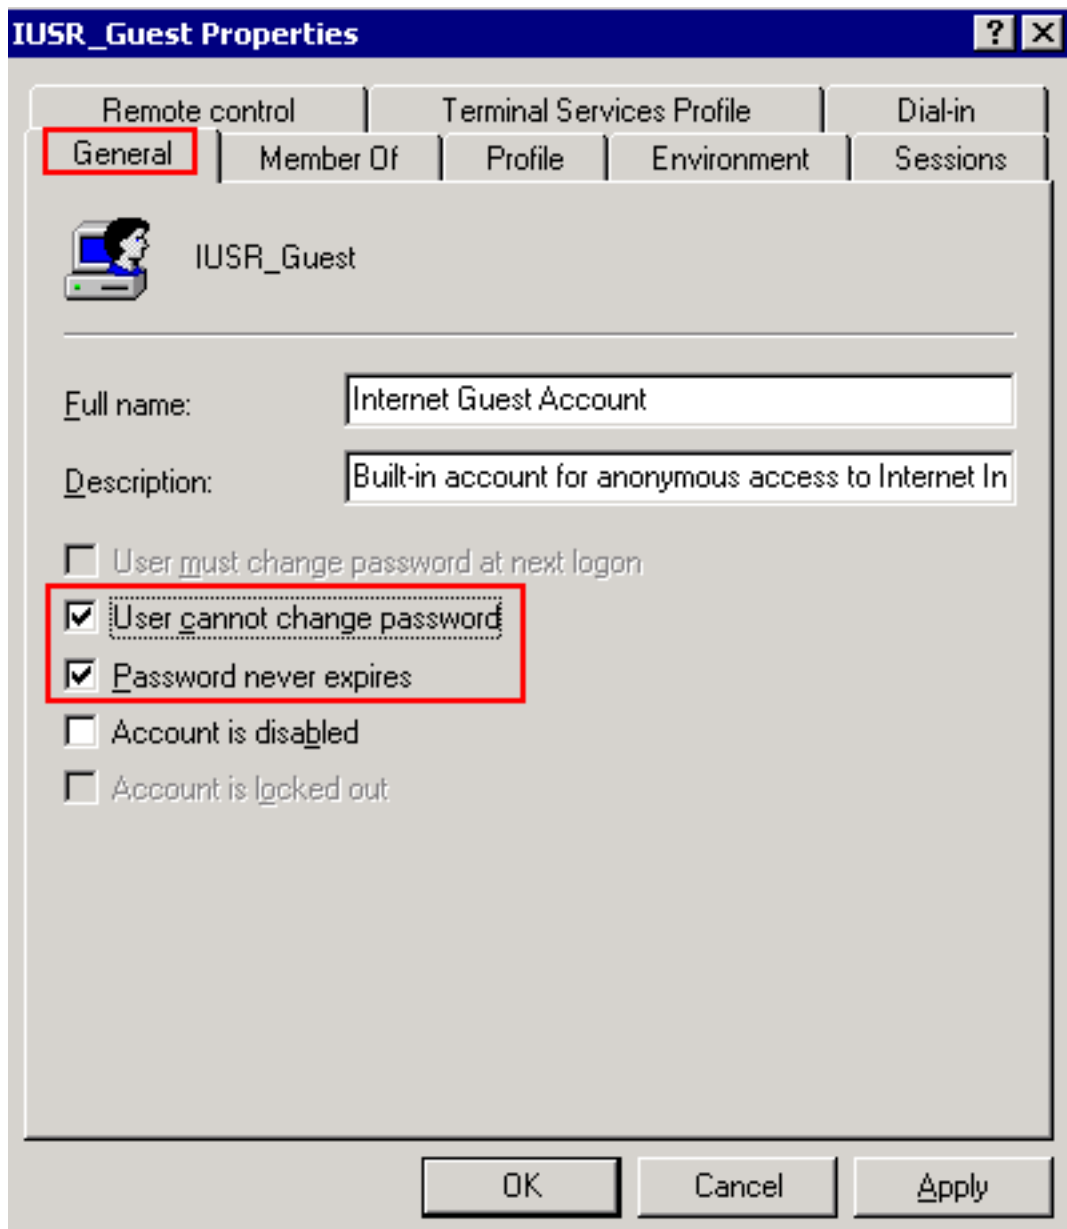 IUSR_Guest Properties
Remote control Terminal Services Profile Dial-in
General Member Of Profile Environment Sessions
IUSR_Guest
Full name: Internet Guest Account
Description: Built-in account for anonymous access to Internet In
User must change password at next logon
User cannot change password
Password never expires
Account is disabled
Account is locked out
OK Cancel Apply